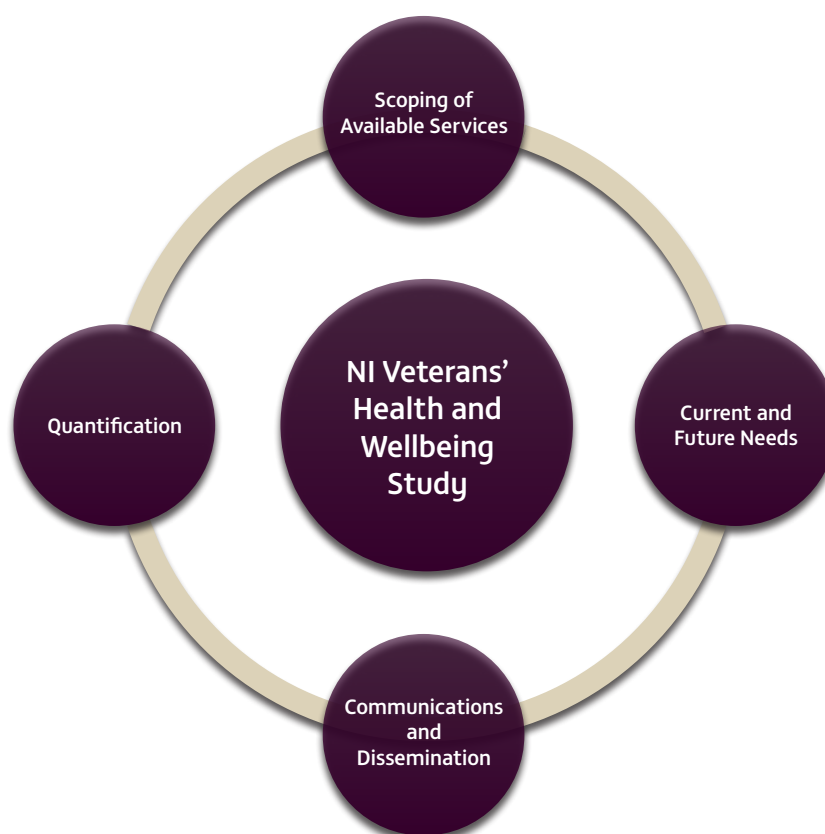 Scoping of
Available Services
NI Veterans’
Health and
Wellbeing
Study
Quantification
Current and
Future Needs
Communications
and
Dissemination